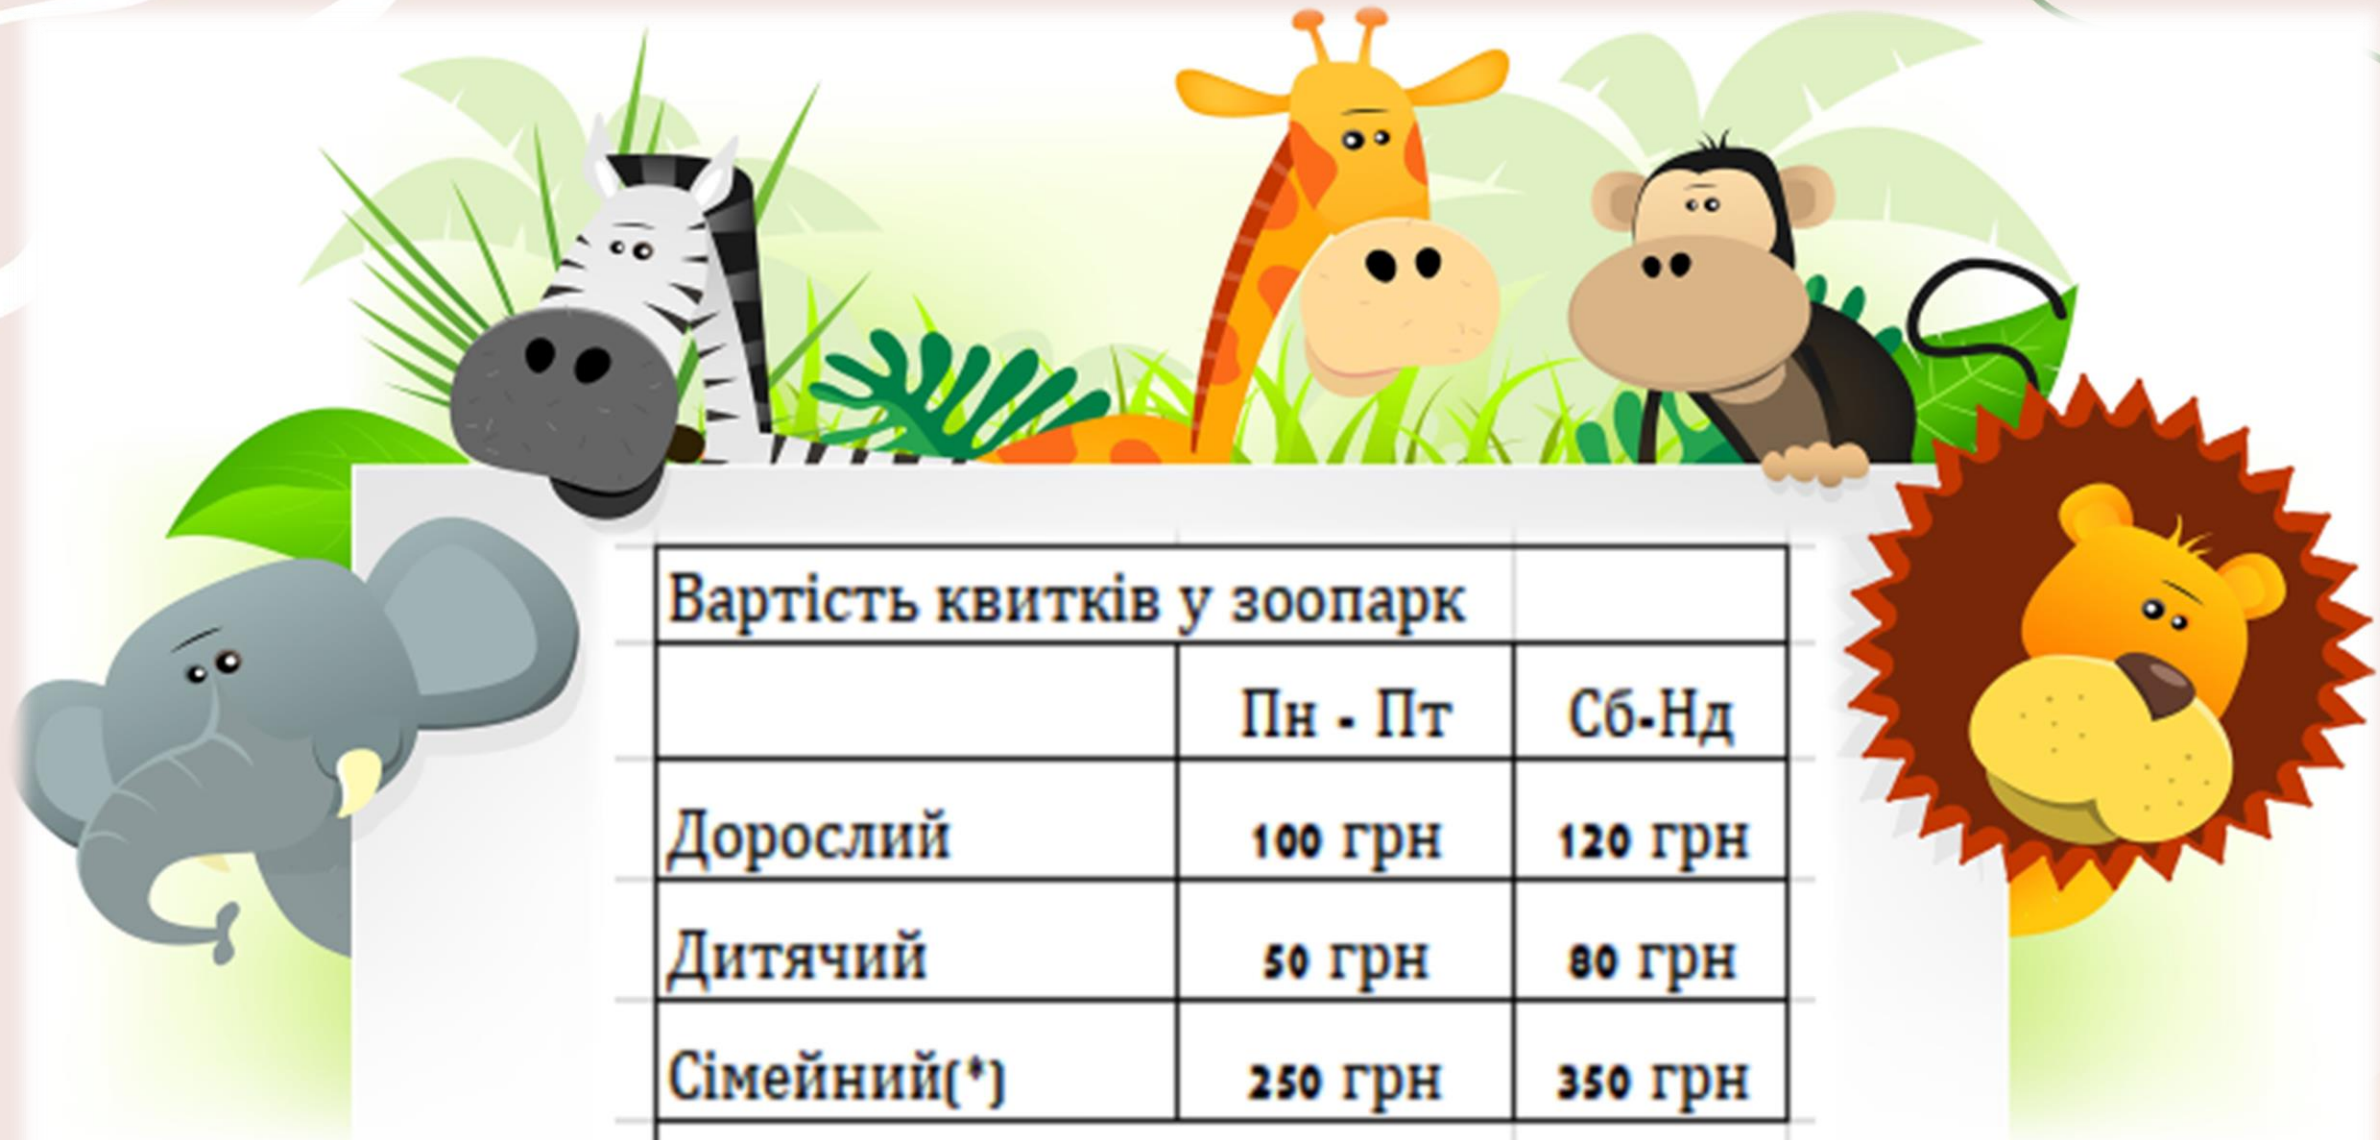 Вартість квитків у зоопарк
Пн - Пт Сб-Нд
Дорослий 100 грн 120 грн
Дитячий 50 грн 80 грн
Сімейний(*) 250 грн 350 грн